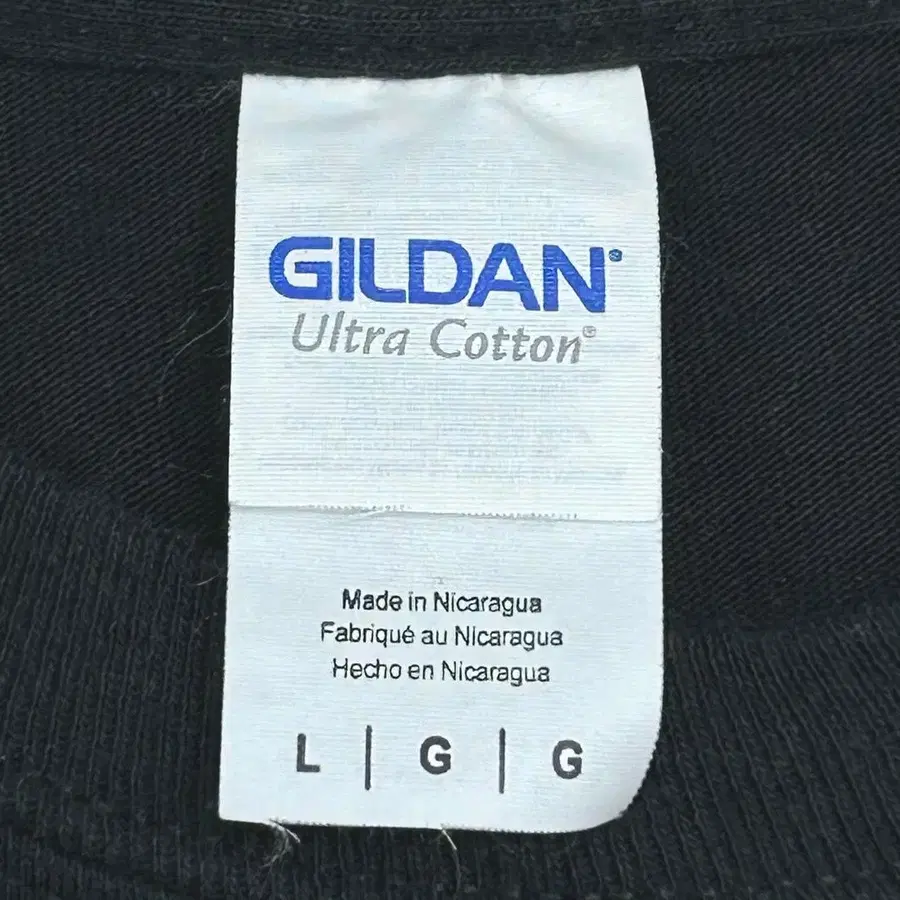 GILDAN®
Ultra Cotton®
Made in Nicaragua
Fabriqué au Nicaragua
Hecho en Nicaragua
L | G | G